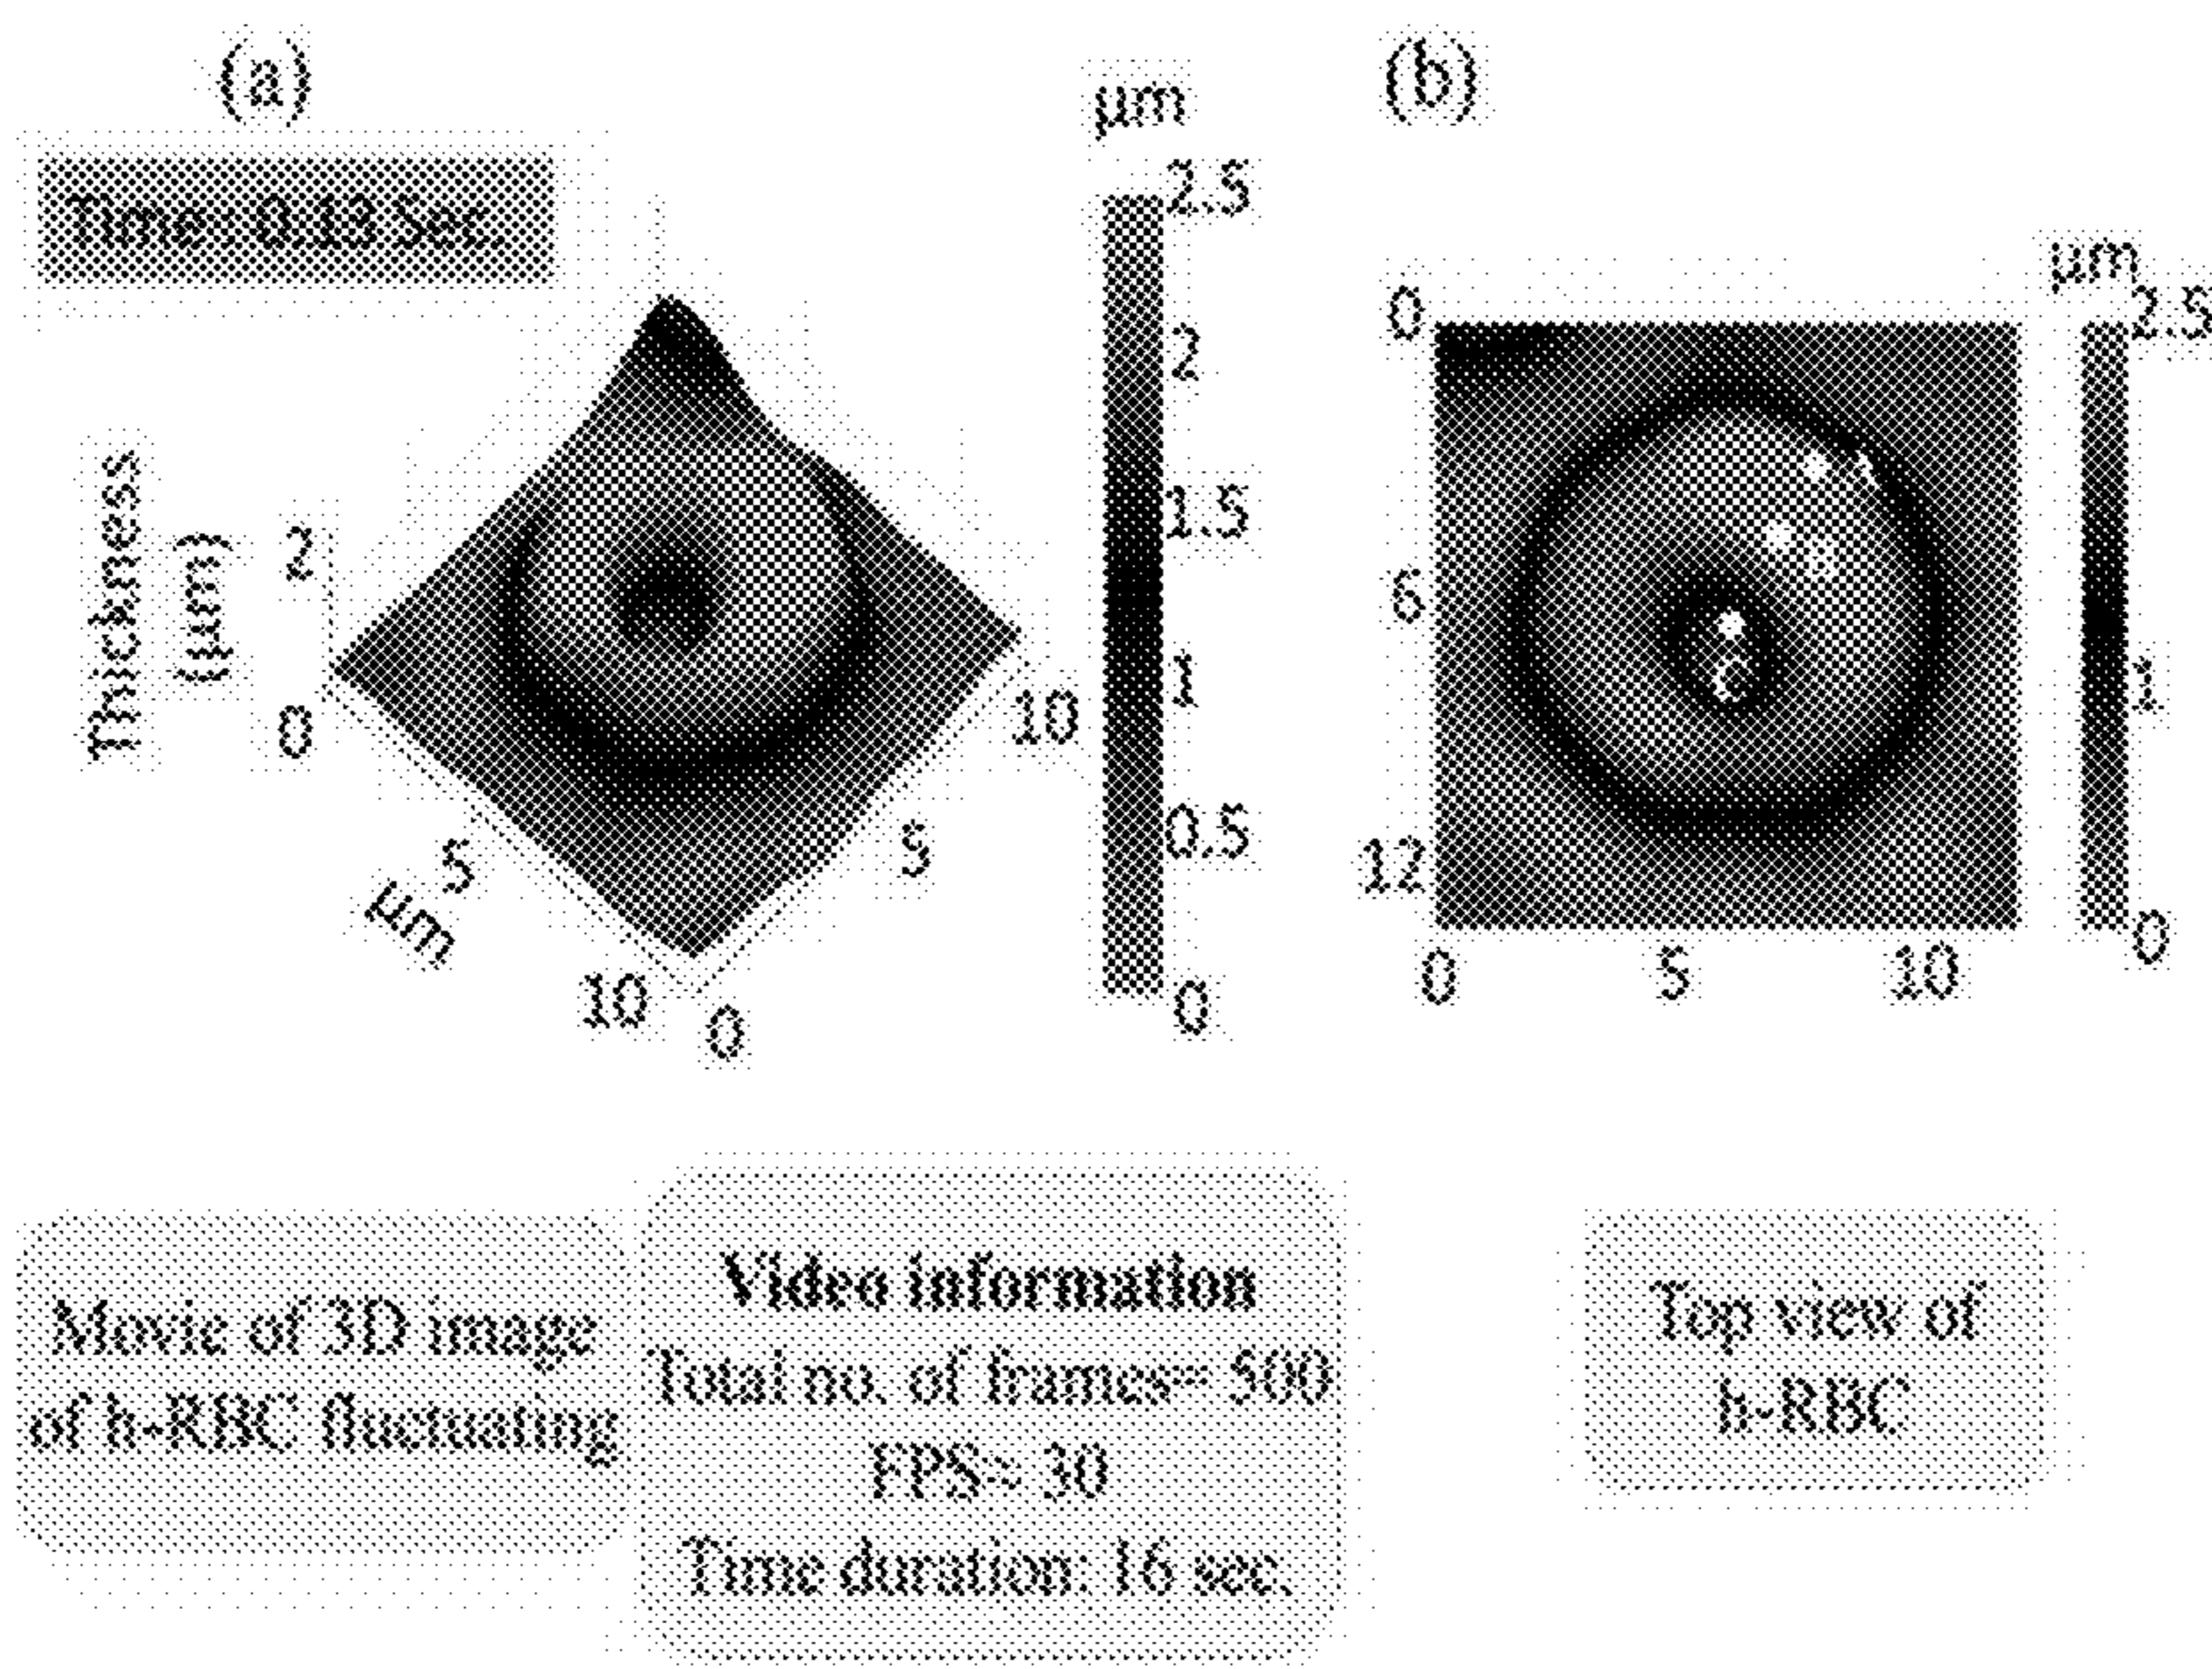 (a)
Time : 0.13 Sec.
Thickness
(µm)
2
0
5
µm
10
0
5
10
µm
2.5
2
1.5
1
0.5
0
(b)
0
6
12
0
5
10
A
B
C
µm
2.5
1
0
Movie of 3D image
of h-RBC fluctuating
Video information
Total no. of frames= 500
FPS= 30
Time duration: 16 sec.
Top view of
h-RBC